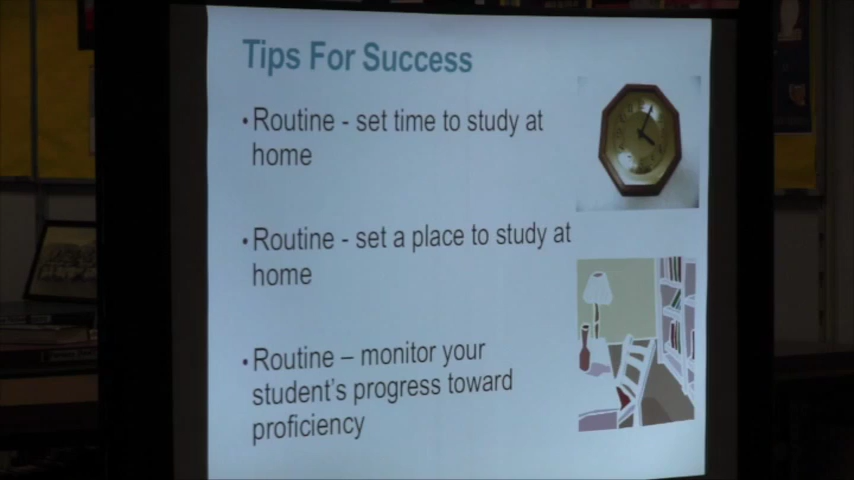 Tips For Success
• Routine - set time to study at
home
• Routine - set a place to study at
home
• Routine – monitor your
student's progress toward
proficiency